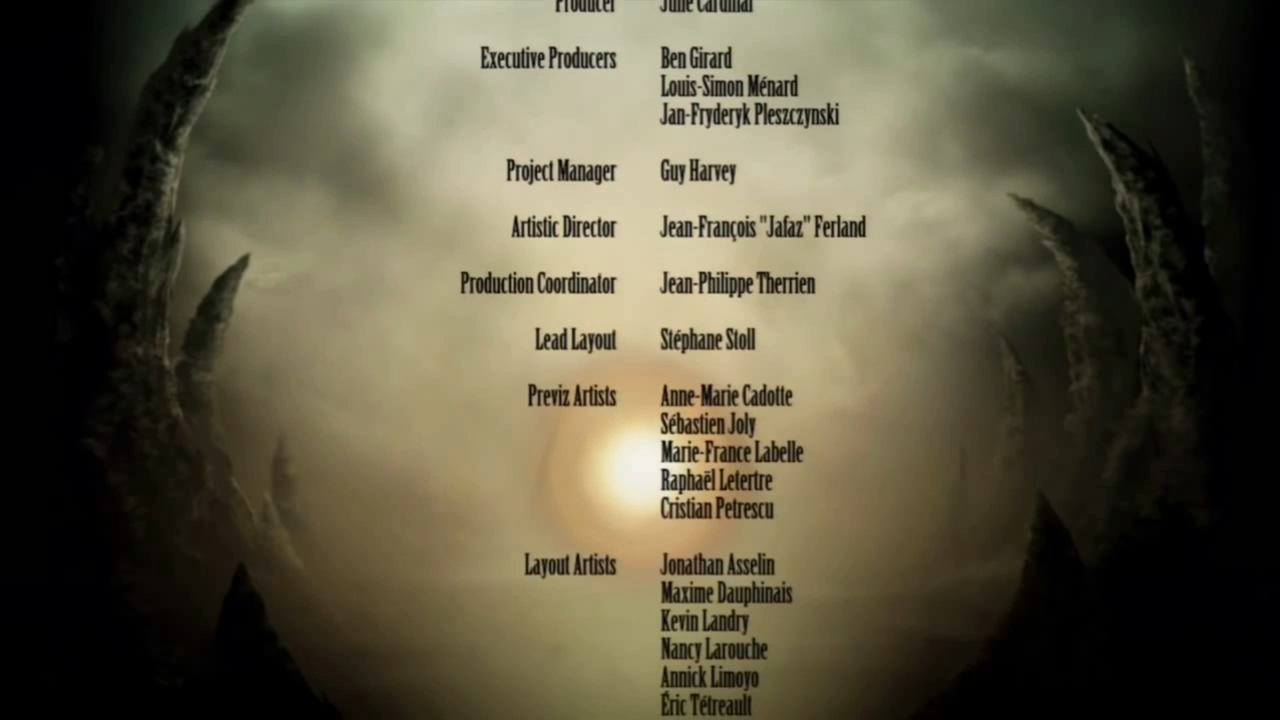 Producer Julie Cardinal
Executive Producers Ben Girard
Louis-Simon Ménard
Jan-Fryderyk Pleszczynski
Project Manager Guy Harvey
Artistic Director Jean-François "Jafaz" Ferland
Production Coordinator Jean-Philippe Therrien
Lead Layout Stéphane Stoll
Previz Artists Anne-Marie Cadotte
Sébastien Joly
Marie-France Labelle
Raphaël Letertre
Cristian Petrescu
Layout Artists Jonathan Asselin
Maxime Dauphinais
Kevin Landry
Nancy Larouche
Annick Limoyo
Éric Tétreault